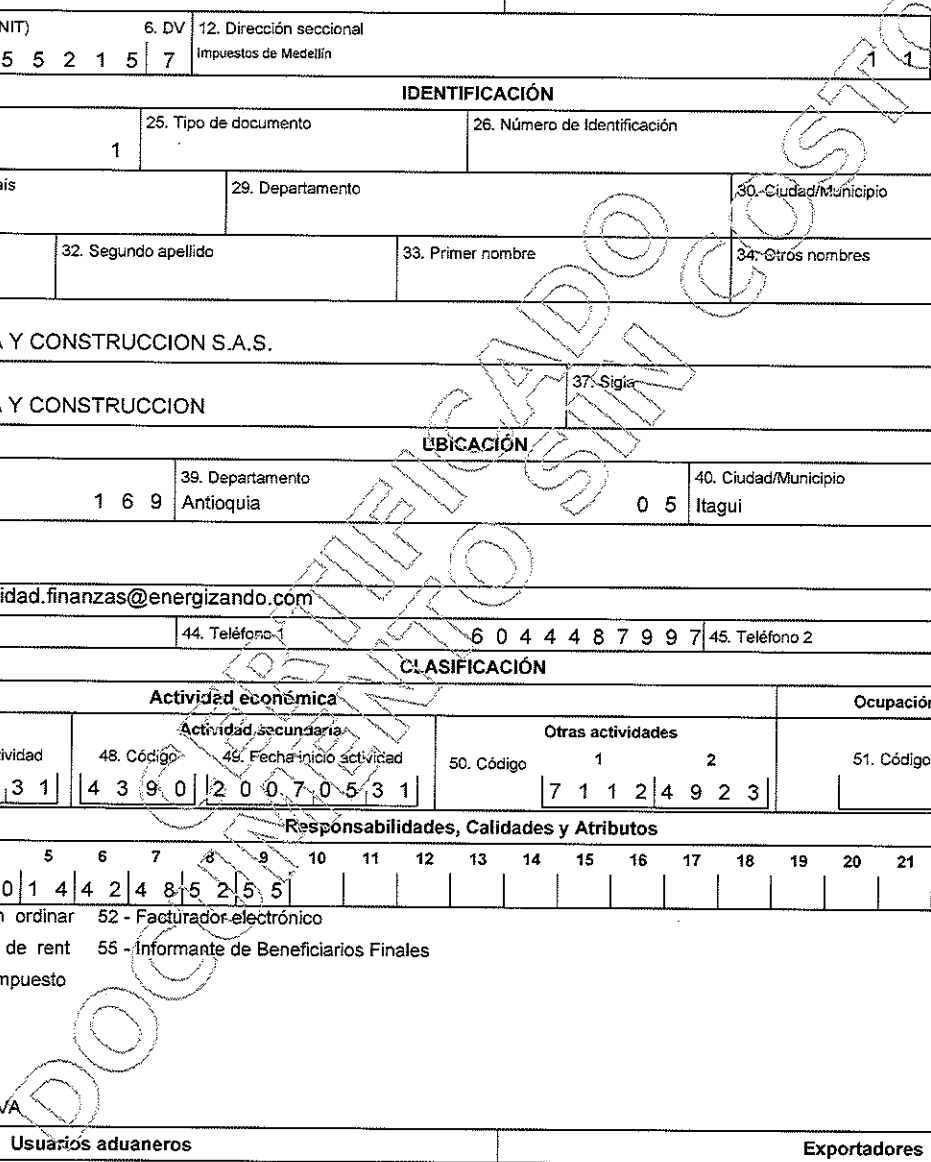 NIT) 6. DV 12. Dirección seccional
5 5 2 1 5 7 Impuestos de Medellín 1 1
IDENTIFICACIÓN
25. Tipo de documento 26. Número de Identificación
1
aís 29. Departamento 30. Ciudad/Municipio
32. Segundo apellido 33. Primer nombre 34. Otros nombres
A Y CONSTRUCCION S.A.S.
37. Sigla
A Y CONSTRUCCION
UBICACIÓN
39. Departamento 40. Ciudad/Municipio
1 6 9 Antioquia 0 5 Itagui
idad.finanzas@energizando.com
44. Teléfono 1 6 0 4 4 4 8 7 9 9 7 45. Teléfono 2
CLASIFICACIÓN
Actividad económica Ocupación
Actividad secundaria Otras actividades
tividad 48. Código 49. Fecha inicio actividad 50. Código 1 2 51. Código
3 1 4 3 9 0 2 0 0 7 0 5 3 1 7 1 1 2 4 9 2 3
Responsabilidades, Calidades y Atributos
5 6 7 8 9 10 11 12 13 14 15 16 17 18 19 20 21
0 1 4 4 2 4 8 5 2 5 5
n ordinar 52 - Facturador electrónico
de rent 55 - Informante de Beneficiarios Finales
mpuesto
VA
Usuarios aduaneros Exportadores
CERTIFICADO
DOCUMENTO SIN COSTO